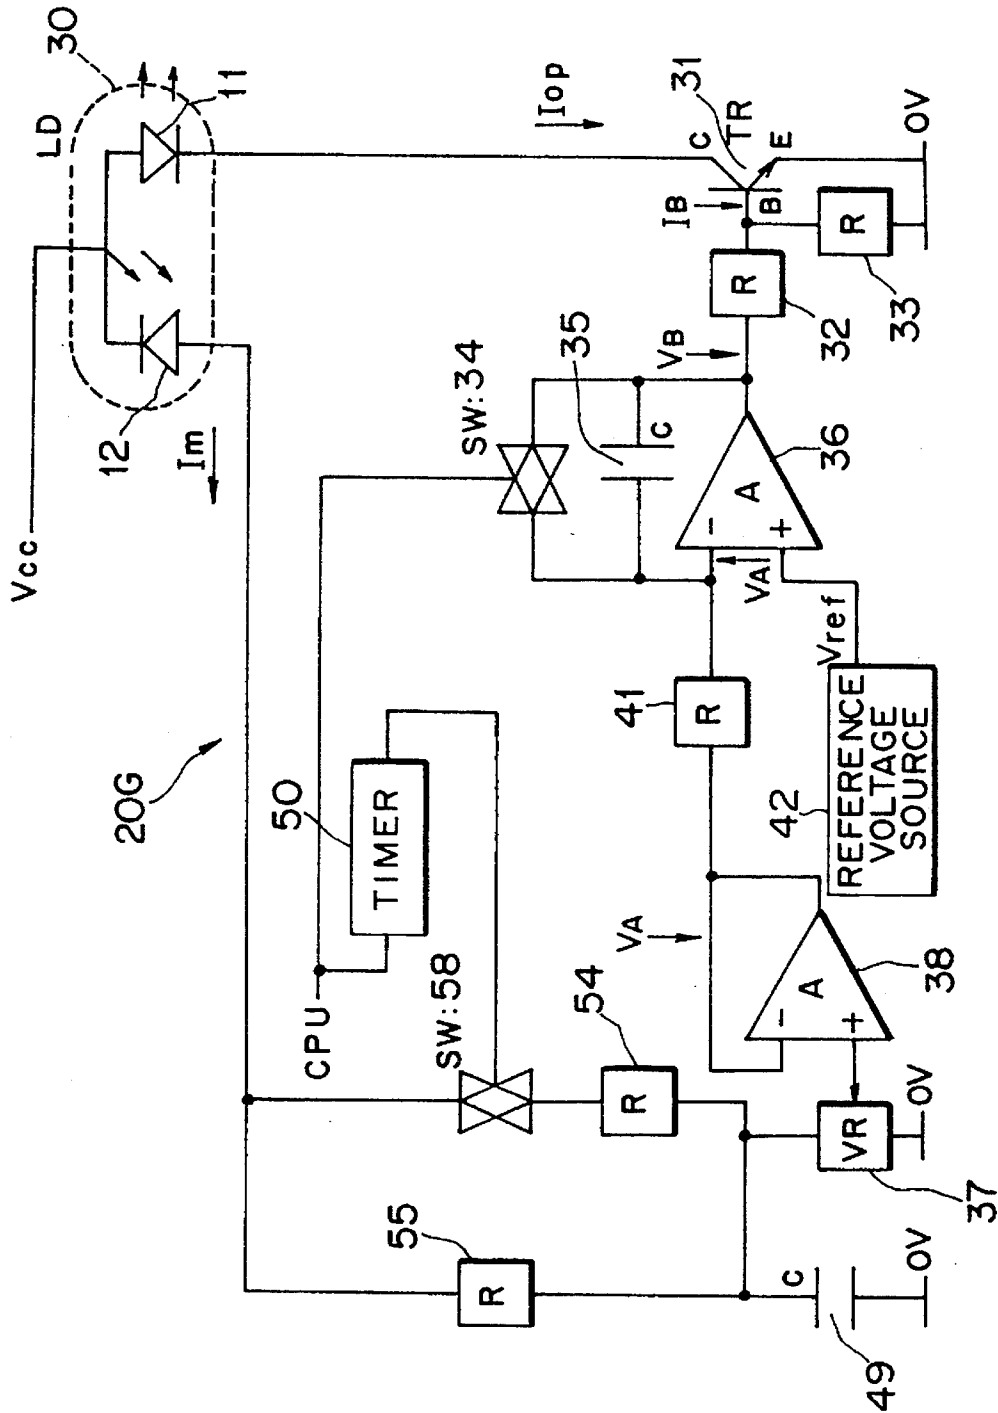 30
LD
11
Vcc
12
Im
Iop
31
C
TR
E
IB
B
0V
R
33
R
32
VB
35
SW:34
C
36
A
-
+
VA
Vref
REFERENCE
VOLTAGE
SOURCE
42
41
R
20G
50
TIMER
CPU
SW:58
54
R
VA
38
A
-
+
VR
37
0V
55
R
C
49
0V